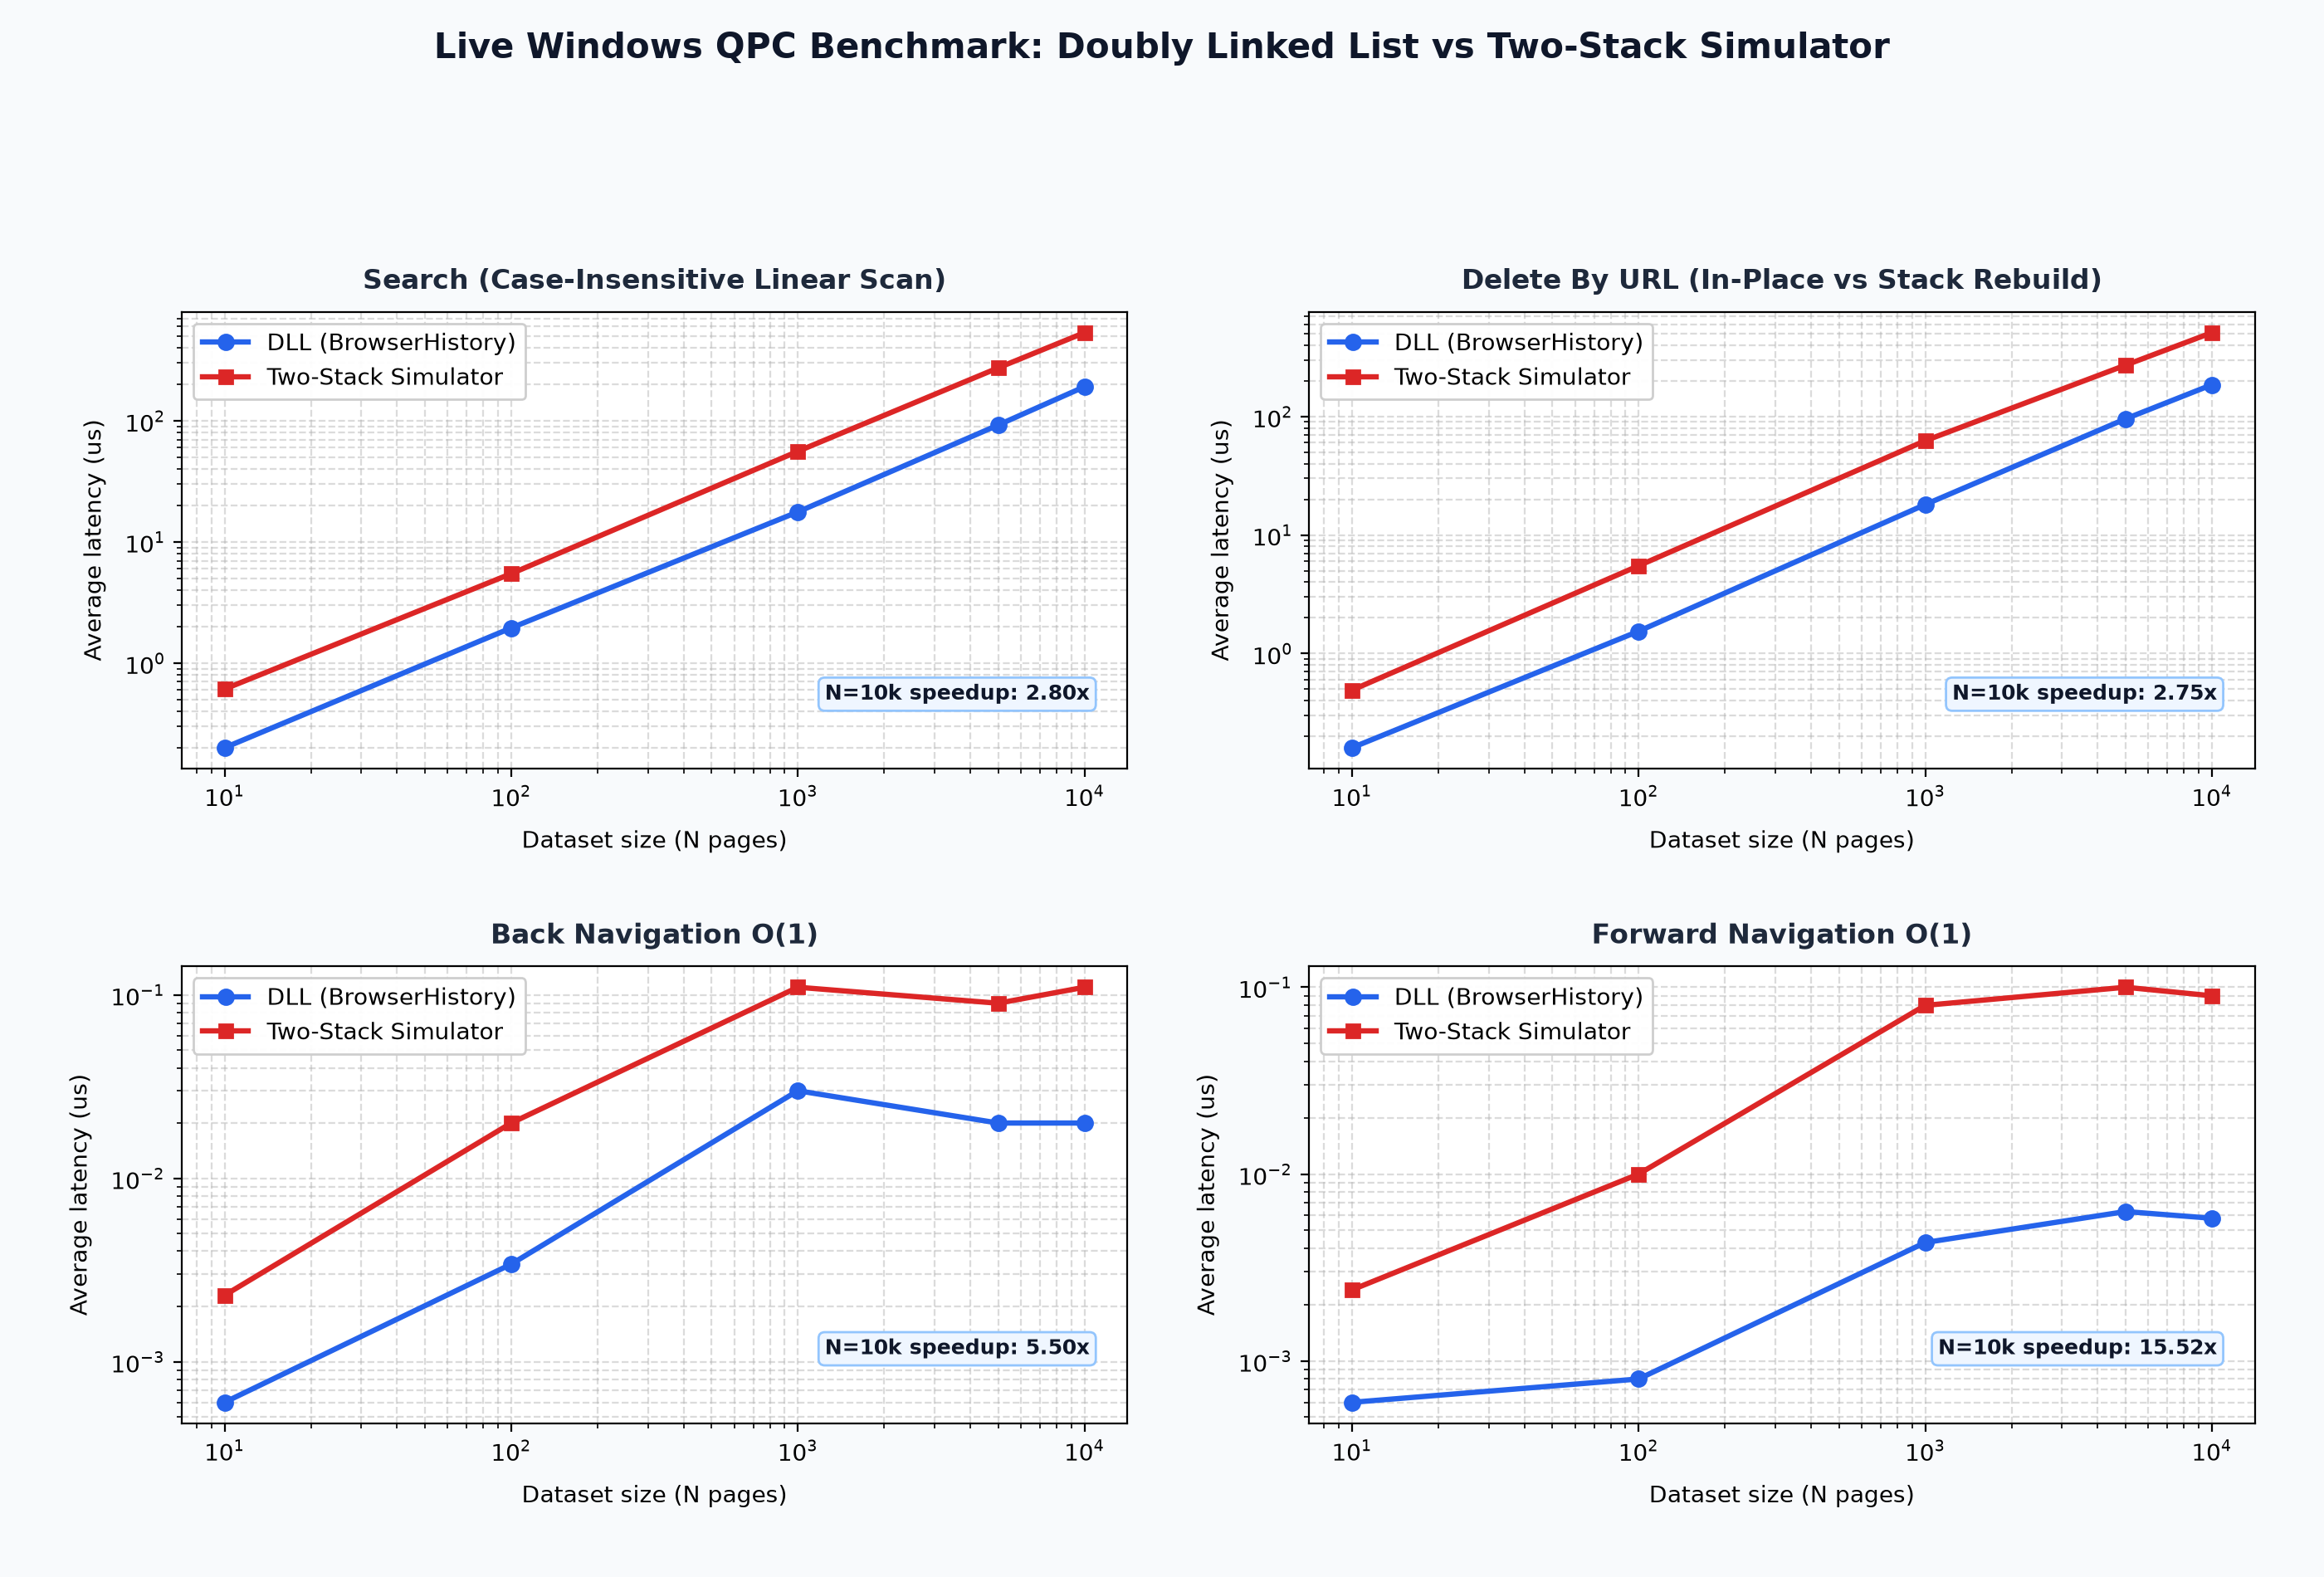 Live Windows QPC Benchmark: Doubly Linked List vs Two-Stack Simulator
Search (Case-Insensitive Linear Scan)
DLL (BrowserHistory)
Two-Stack Simulator
Average latency (us)
10²
10¹
10⁰
N=10k speedup: 2.80x
10¹ 10² 10³ 10⁴
Dataset size (N pages)
Delete By URL (In-Place vs Stack Rebuild)
DLL (BrowserHistory)
Two-Stack Simulator
Average latency (us)
10²
10¹
10⁰
N=10k speedup: 2.75x
10¹ 10² 10³ 10⁴
Dataset size (N pages)
Back Navigation O(1)
DLL (BrowserHistory)
Two-Stack Simulator
Average latency (us)
10⁻¹
10⁻²
10⁻³
N=10k speedup: 5.50x
10¹ 10² 10³ 10⁴
Dataset size (N pages)
Forward Navigation O(1)
DLL (BrowserHistory)
Two-Stack Simulator
Average latency (us)
10⁻¹
10⁻²
10⁻³
N=10k speedup: 15.52x
10¹ 10² 10³ 10⁴
Dataset size (N pages)